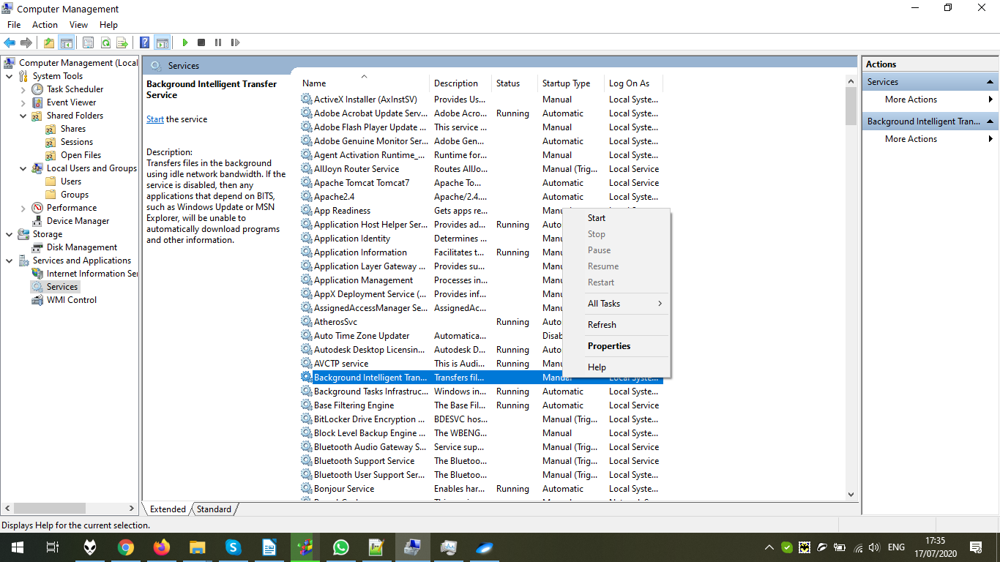 Computer Management
File Action View Help
Computer Management (Local
System Tools
Task Scheduler
Event Viewer
Shared Folders
Shares
Sessions
Open Files
Local Users and Groups
Users
Groups
Performance
Device Manager
Storage
Disk Management
Services and Applications
Internet Information Se
Services
WMI Control
Services
Background Intelligent Transfer
Service
Start the service
Description:
Transfers files in the background
using idle network bandwidth. If the
service is disabled, then any
applications that depend on BITS,
such as Windows Update or MSN
Explorer, will be unable to
automatically download programs
and other information.
Name Description Status Startup Type Log On As
ActiveX Installer (AxInstSV) Provides Us... Manual Local Syste...
Adobe Acrobat Update Serv... Adobe Acro... Running Automatic Local Syste...
Adobe Flash Player Update ... This service ... Manual Local Syste...
Adobe Genuine Monitor Ser... Adobe Gen... Automatic Local Syste...
Agent Activation Runtime_... Runtime for... Manual Local Syste...
AllJoyn Router Service Routes AllJo... Manual (Trig... Local Service
Apache Tomcat Tomcat7 Apache To... Automatic Local Service
Apache2.4 Apache/2.4.... Automatic Local Syste...
App Readiness Gets apps re... Manu Local Syste...
Application Host Helper Ser... Provides ad... Running Auto
Application Identity Determines ... Manu
Application Information Facilitates t... Running Manu
Application Layer Gateway ... Provides su... Manu
Application Management Processes in... Manu
AppX Deployment Service (... Provides inf... Manu
AssignedAccessManager Se... AssignedAc... Manu
AtherosSvc Running Auto
Auto Time Zone Updater Automatica... Disab
Autodesk Desktop Licensin... Autodesk D... Running Auto
AVCTP service This is Audi... Running Manu
Background Intelligent Tran... Transfers fil... Manual Local Syste...
Background Tasks Infrastruc... Windows in... Running Automatic Local Syste...
Base Filtering Engine The Base Fil... Running Automatic Local Service
BitLocker Drive Encryption ... BDESVC hos... Manual (Trig... Local Syste...
Block Level Backup Engine ... The WBENG... Manual Local Syste...
Bluetooth Audio Gateway S... Service sup... Manual (Trig... Local Service
Bluetooth Support Service The Bluetoo... Manual (Trig... Local Service
Bluetooth User Support Ser... The Bluetoo... Manual (Trig... Local Syste...
Bonjour Service Enables har... Running Automatic Local Syste...
Start
Stop
Pause
Resume
Restart
All Tasks
Refresh
Properties
Help
Actions
Services
More Actions
Background Intelligent Tran...
More Actions
Extended Standard
Displays Help for the current selection.
ENG
17:35
17/07/2020